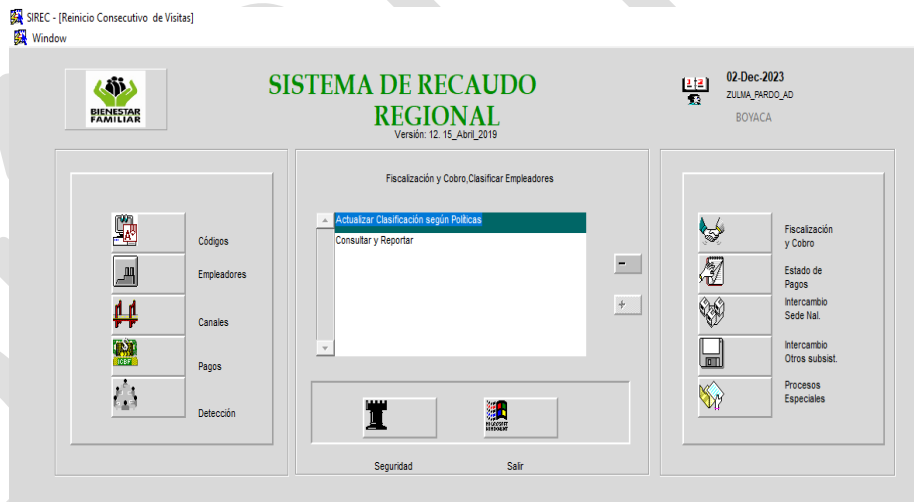 SIREC - [Reinicio Consecutivo de Visitas]
Window
BIENESTAR
FAMILIAR
SISTEMA DE RECAUDO
REGIONAL
Versión: 12. 15_Abril_2019
02-Dec-2023
ZULMA_PARDO_AD
BOYACA
Códigos
Empleadores
Canales
Pagos
Detección
Fiscalización y Cobro,Clasificar Empleadores
Actualizar Clasificación según Políticas
Consultar y Reportar
-
+
Seguridad
Salir
Fiscalización
y Cobro
Estado de
Pagos
Intercambio
Sede Nal.
Intercambio
Otros subsist.
Procesos
Especiales